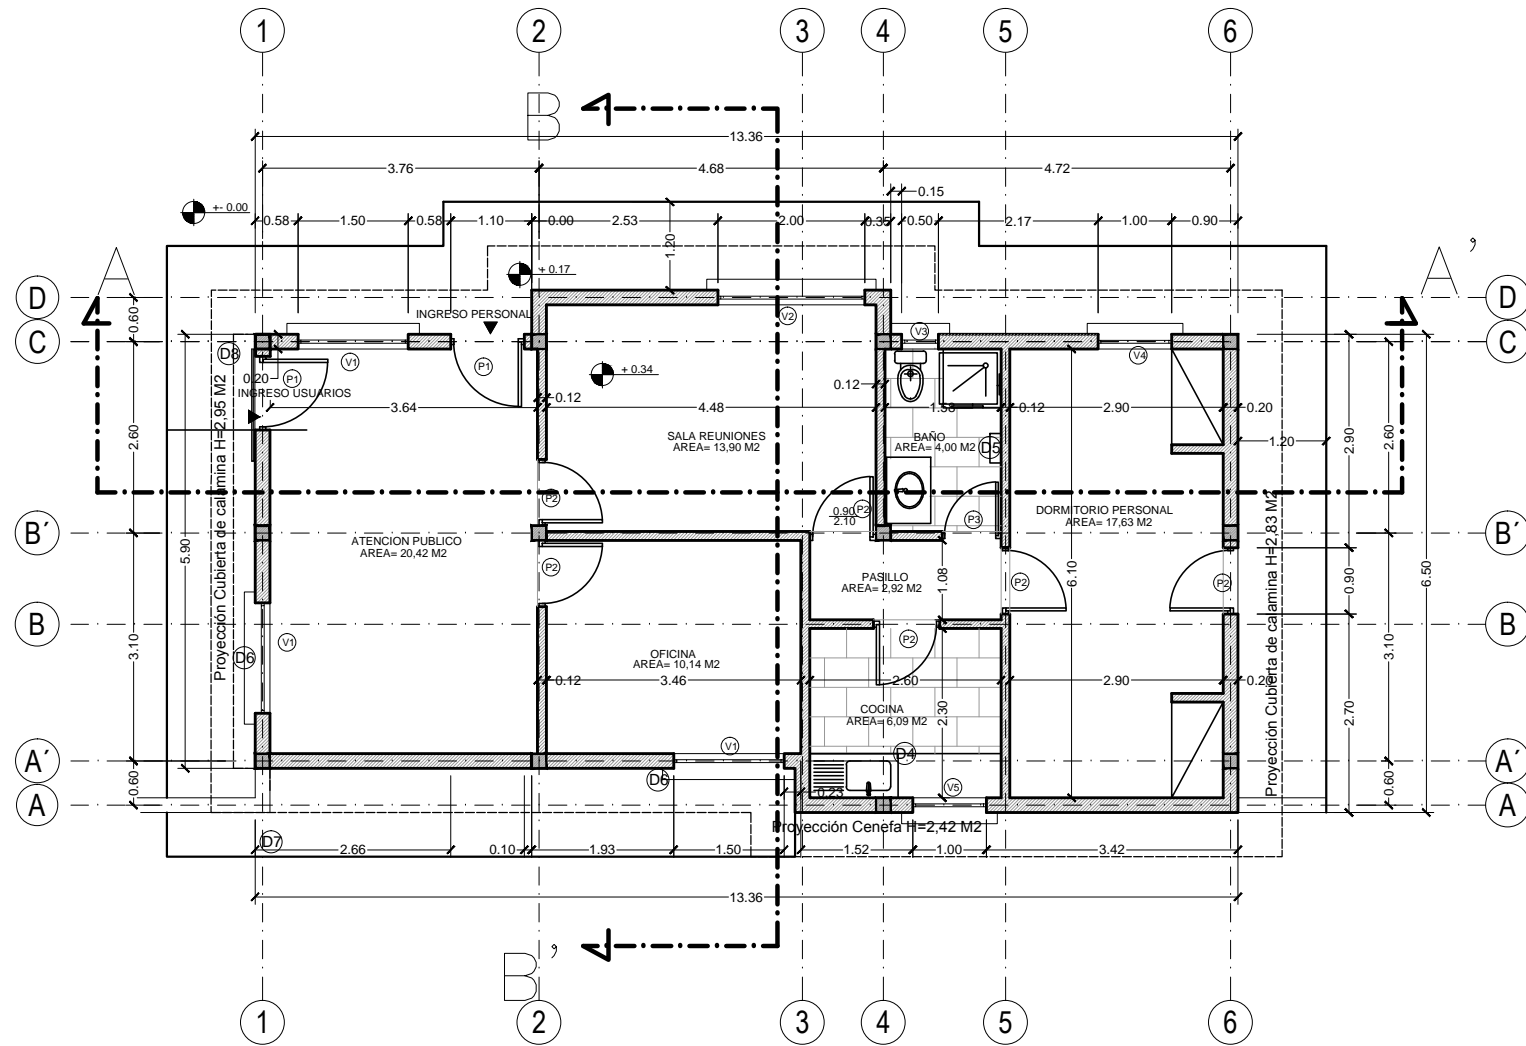 1
2
3
4
5
6
B
13.36
3.76
4.68
4.72
0.15
+- 0.00
0.58
1.50
0.58
1.10
0.00
2.53
2.00
0.35
0.50
2.17
1.00
0.90
1.20
A
A’
+ 0.17
D
D
0.60
INGRESO PERSONAL
V2
V3
C
C
D8
V1
P1
V4
P1
0.20
+ 0.34
INGRESO USUARIOS
0.12
0.12
3.64
4.48
1.58
0.12
2.90
0.20
SALA REUNIONES
AREA= 13,90 M2
BAÑO
AREA= 4,00 M2
D5
1.20
2.60
2.90
2.60
Proyección Cubierta de calamina H=2,95 M2
P2
P2
0.90
2.10
P3
DORMITORIO PERSONAL
AREA= 17,63 M2
B´
B´
ATENCION PUBLICO
AREA= 20,42 M2
5.90
P2
PASILLO
AREA= 2,92 M2
1.08
P2
6.10
P2
0.90
6.50
Proyección Cubierta de calamina H=2,83 M2
B
B
3.10
V1
D6
P2
3.10
OFICINA
AREA= 10,14 M2
0.12
3.46
2.60
2.90
0.20
COCINA
AREA= 6,09 M2
2.30
2.70
A´
A´
V1
D4
D6
V5
0.23
0.60
0.60
A
A
Proyección Cenefa H=2,42 M2
D7
2.66
0.10
1.93
1.50
1.52
1.00
3.42
13.36
B’
1
2
3
4
5
6